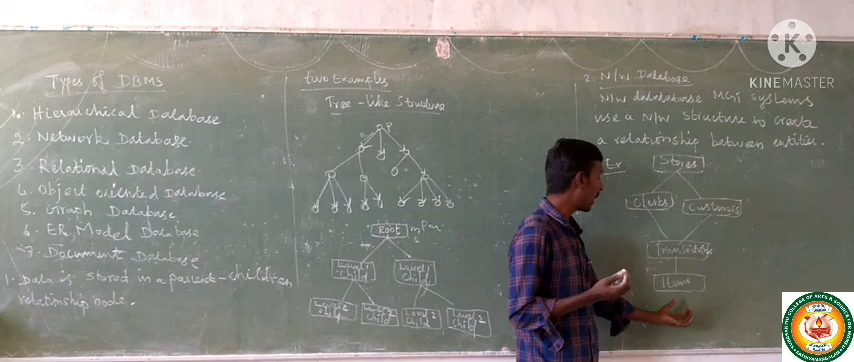 Types of DBMS
1. Hierarchical Database
2. Network Database
3. Relational Database
4. Object oriented Database
5. Graph Database
6. ER Model Database
7. Document Database
1. Data is stored in a parent-children
relationship node.
two Examples
Tree-like Structure
P
Root
Level 1
Child
Level 1
Child
Level 2
Child
Level 2
Child
Level 2
Child
Level 2
Child
2. N/W Database
N/W database MGT systems
use a N/W Structure to create
a relationship between entities.
Ex
Stores
Clerks
Customers
Transactions
Items
KINEMASTER